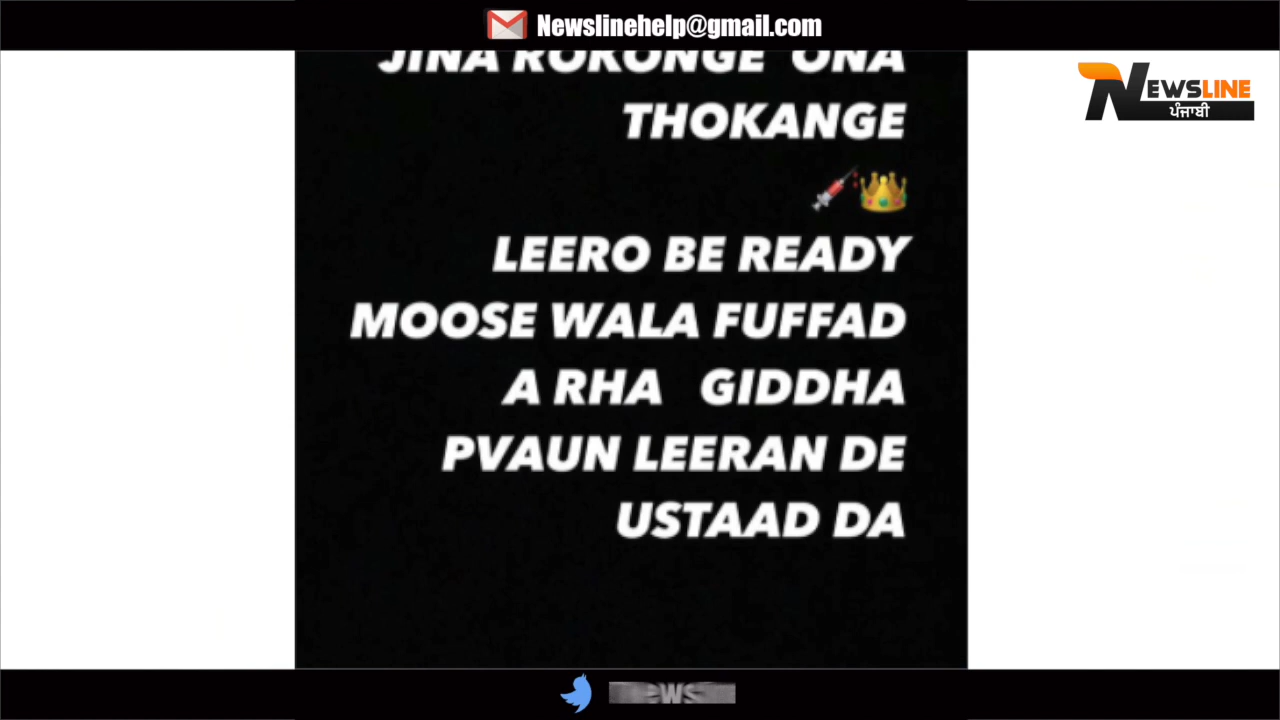 Newslinehelp@gmail.com
JINA ROKONGE ONA
THOKANGE
LEERO BE READY
MOOSE WALA FUFFAD
A RHA GIDDHA
PVAUN LEERAN DE
USTAAD DA
NEWSLINE
ਪੰਜਾਬੀ